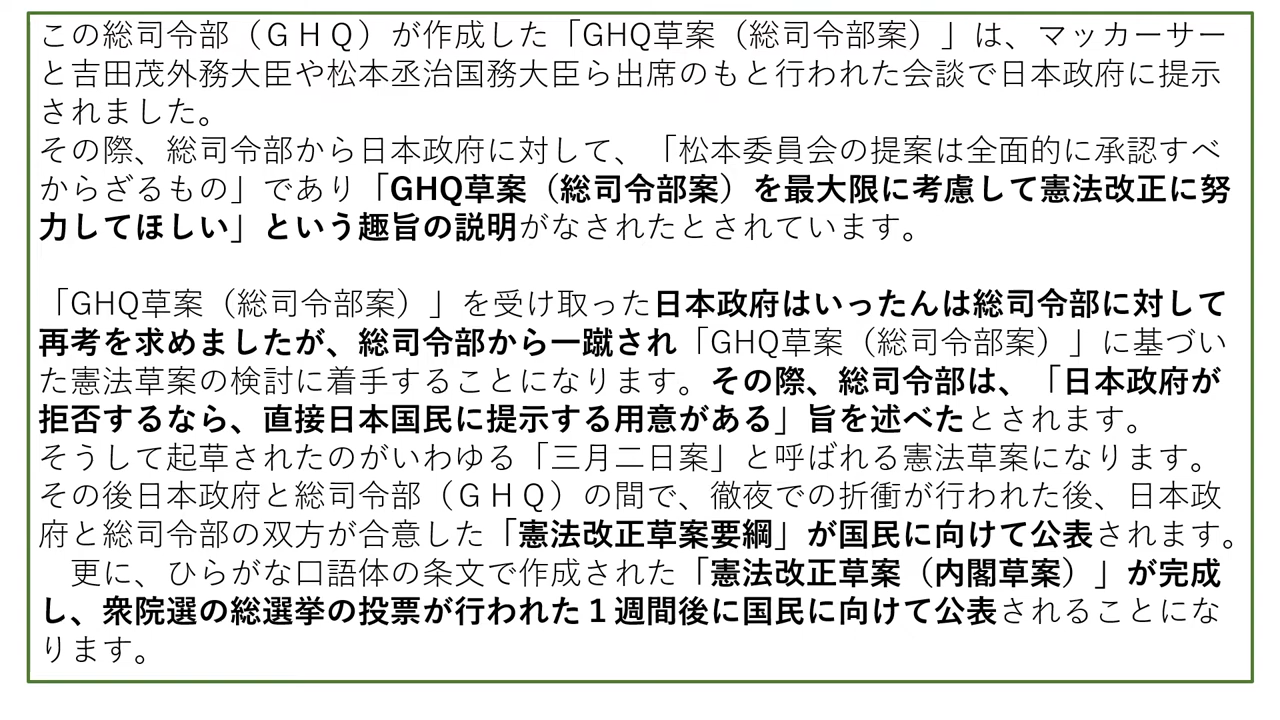 この総司令部（ＧＨＱ）が作成した「GHQ草案（総司令部案）」は、マッカーサー
と吉田茂外務大臣や松本丞治国務大臣ら出席のもと行われた会談で日本政府に提示
されました。
その際、総司令部から日本政府に対して、「松本委員会の提案は全面的に承認すべ
からざるもの」であり「GHQ草案（総司令部案）を最大限に考慮して憲法改正に努
力してほしい」という趣旨の説明がなされたとされています。
「GHQ草案（総司令部案）」を受け取った日本政府はいったんは総司令部に対して
再考を求めましたが、総司令部から一蹴され「GHQ草案（総司令部案）」に基づい
た憲法草案の検討に着手することになります。その際、総司令部は、「日本政府が
拒否するなら、直接日本国民に提示する用意がある」旨を述べたとされます。
そうして起草されたのがいわゆる「三月二日案」と呼ばれる憲法草案になります。
その後日本政府と総司令部（ＧＨＱ）の間で、徹夜での折衝が行われた後、日本政
府と総司令部の双方が合意した「憲法改正草案要綱」が国民に向けて公表されます。
　更に、ひらがな口語体の条文で作成された「憲法改正草案（内閣草案）」が完成
し、衆院選の総選挙の投票が行われた１週間後に国民に向けて公表されることにな
ります。